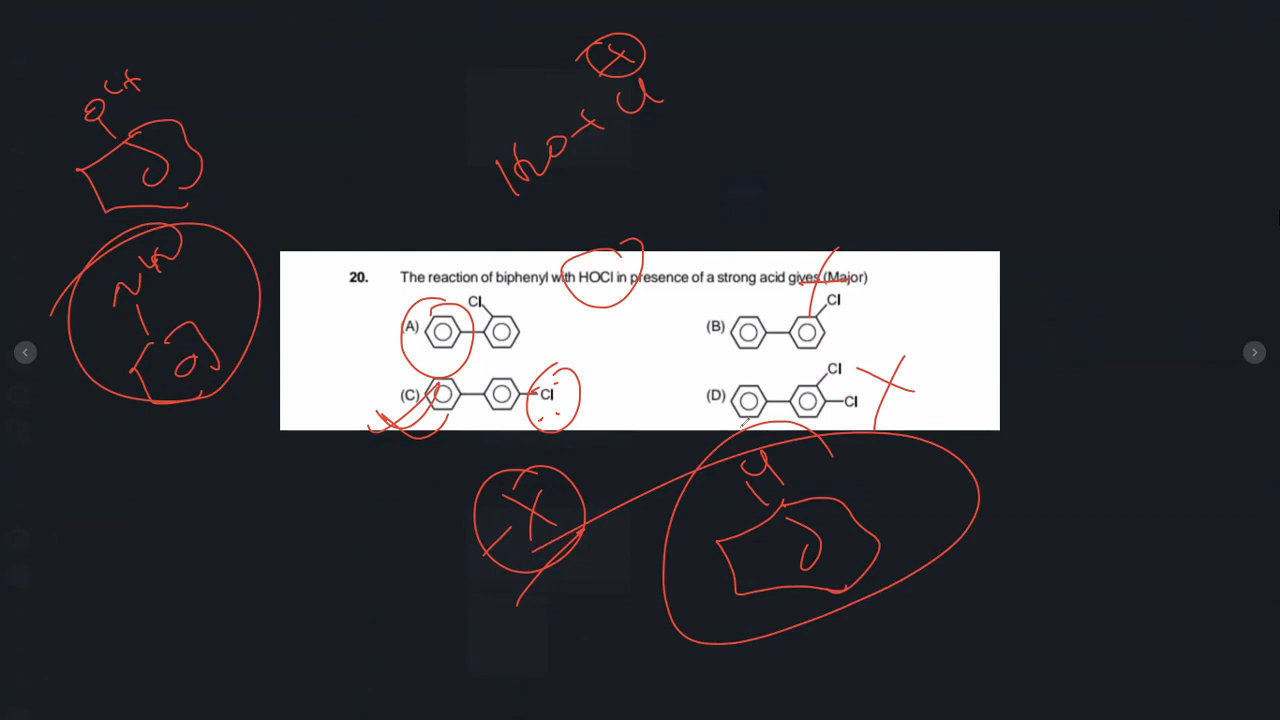 HO + Cl
20. The reaction of biphenyl with HOCl in presence of a strong acid gives (Major)
(A) Cl
(B) Cl
(C) Cl
(D) Cl Cl